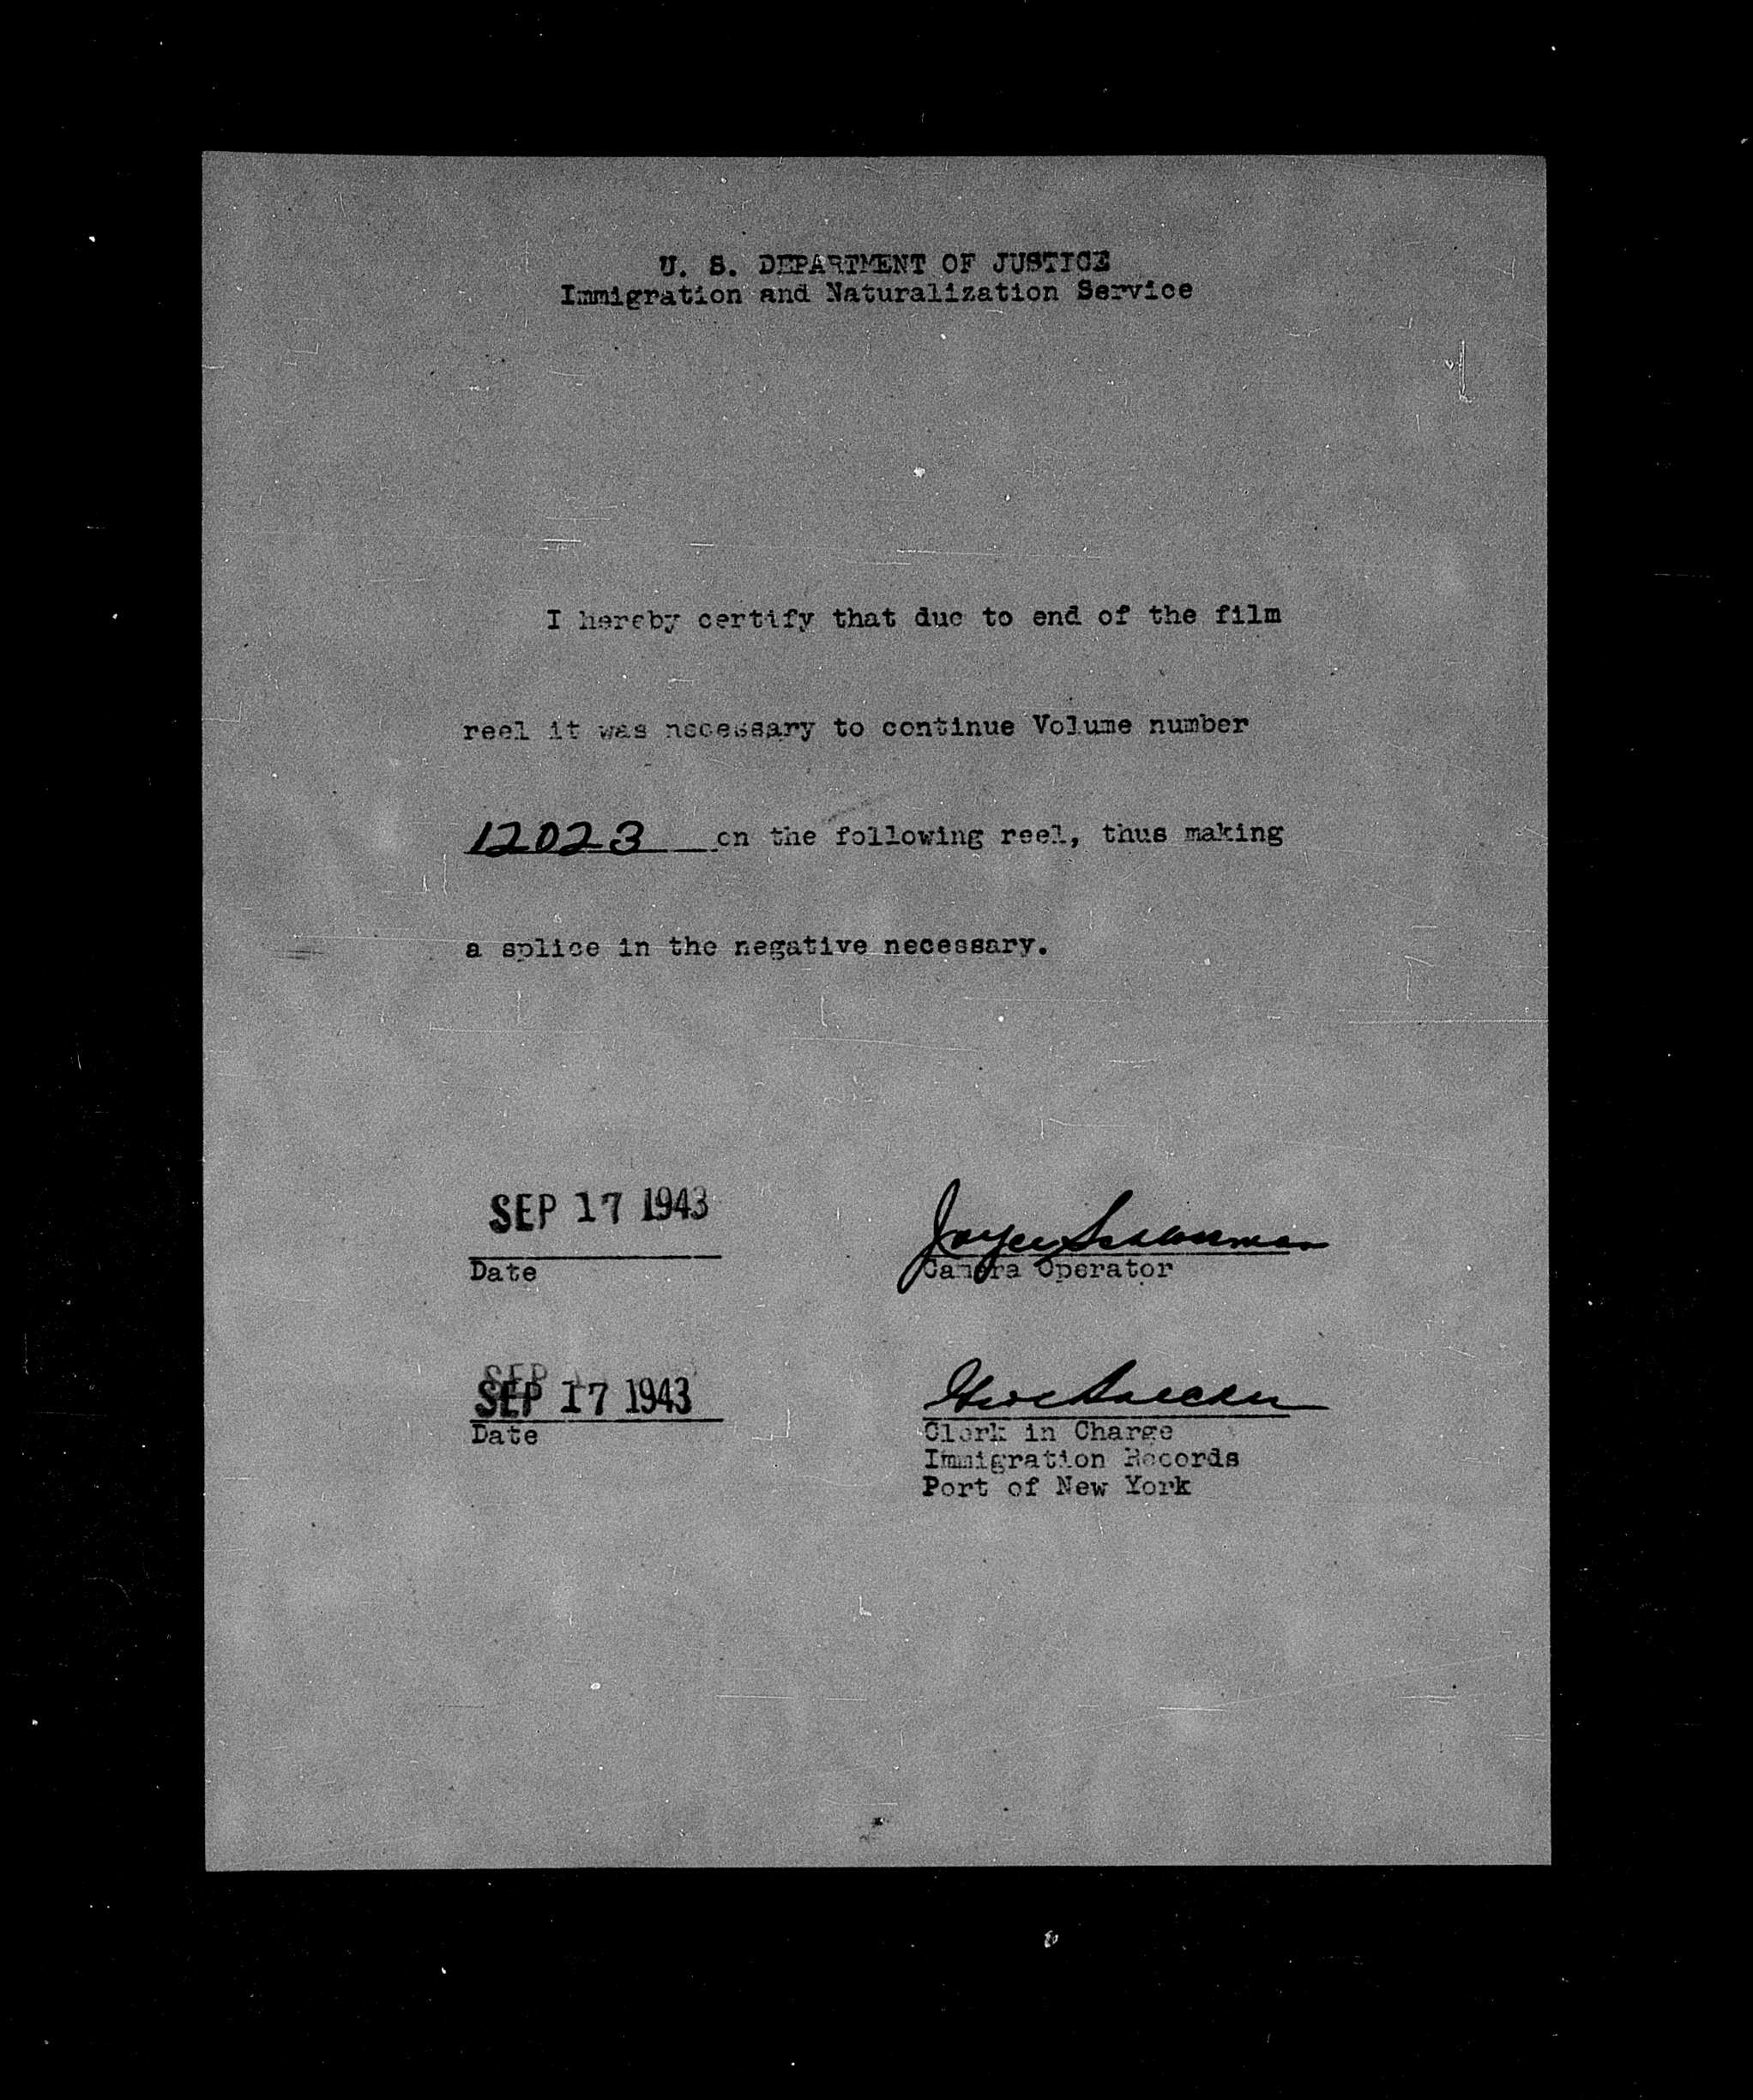 U. S. DEPARTMENT OF JUSTICE
Immigration and Naturalization Service
I hereby certify that due to end of the film
reel it was necessary to continue Volume number
12023 on the following reel, thus making
a splice in the negative necessary.
SEP 17 1943
Date
Joyce
Camera Operator
SEP
SEP 17 1943
Date
Clerk in Charge
Immigration Records
Port of New York